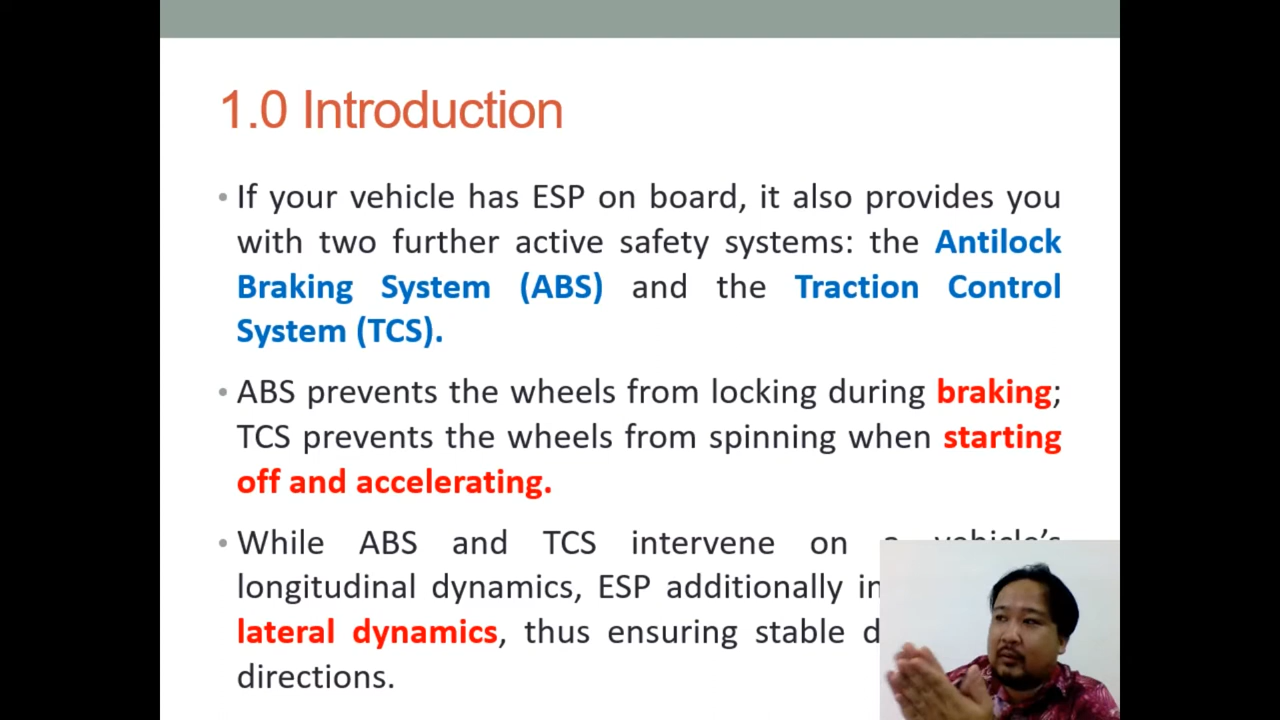 1.0 Introduction
• If your vehicle has ESP on board, it also provides you
with two further active safety systems: the Antilock
Braking System (ABS) and the Traction Control
System (TCS).
• ABS prevents the wheels from locking during braking;
TCS prevents the wheels from spinning when starting
off and accelerating.
• While ABS and TCS intervene on a vehicle’s
longitudinal dynamics, ESP additionally
lateral dynamics, thus ensuring stable
directions.